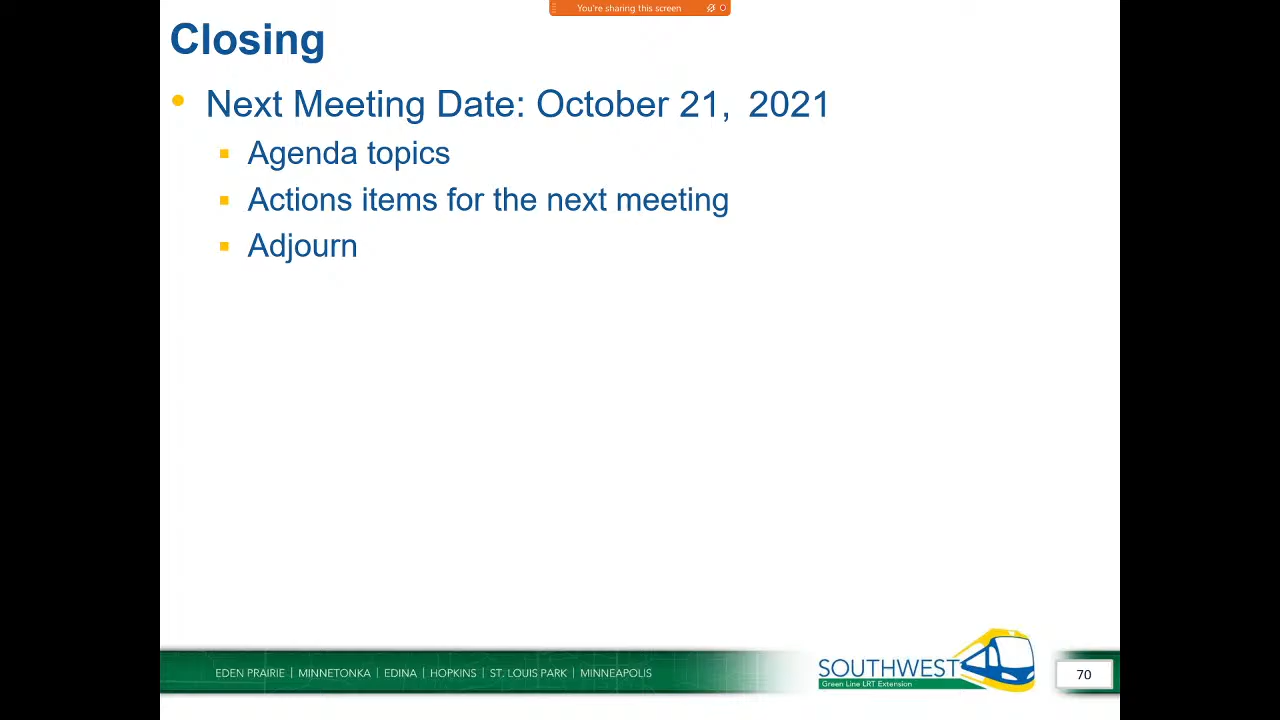 You're sharing this screen
Closing
• Next Meeting Date: October 21, 2021
▪ Agenda topics
▪ Actions items for the next meeting
▪ Adjourn
EDEN PRAIRIE | MINNETONKA | EDINA | HOPKINS | ST. LOUIS PARK | MINNEAPOLIS
SOUTHWEST
Green Line LRT Extension
70